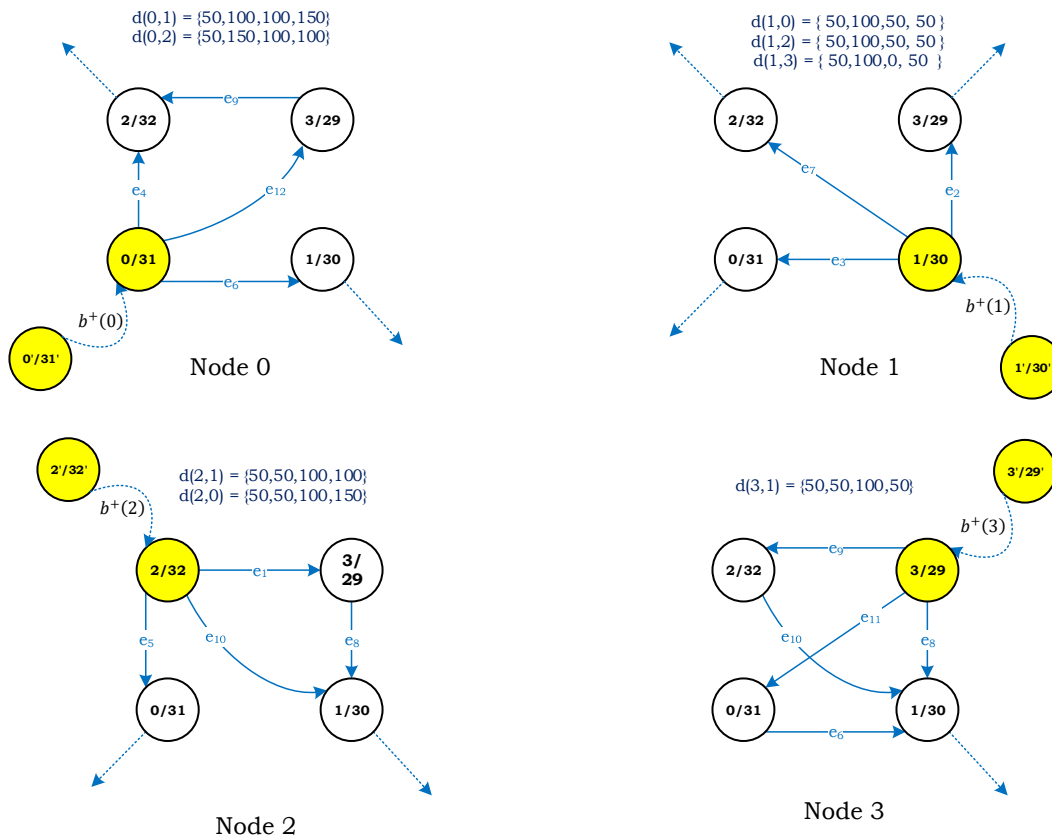 d(0,1) = {50,100,100,150}
d(0,2) = {50,150,100,100}
e₉
2/32
3/29
e₄
e₁₂
0/31
e₆
1/30
b⁺(0)
0'/31'
Node 0
d(1,0) = { 50,100,50, 50 }
d(1,2) = { 50,100,50, 50 }
d(1,3) = { 50,100,0, 50 }
2/32
3/29
e₇
e₂
0/31
e₃
1/30
b⁺(1)
1'/30'
Node 1
2'/32'
d(2,1) = {50,50,100,100}
d(2,0) = {50,50,100,150}
b⁺(2)
2/32
e₁
3/
29
e₅
e₁₀
e₈
0/31
1/30
Node 2
3'/29'
d(3,1) = {50,50,100,50}
b⁺(3)
2/32
e₉
3/29
e₁₁
e₁₀
e₈
0/31
e₆
1/30
Node 3